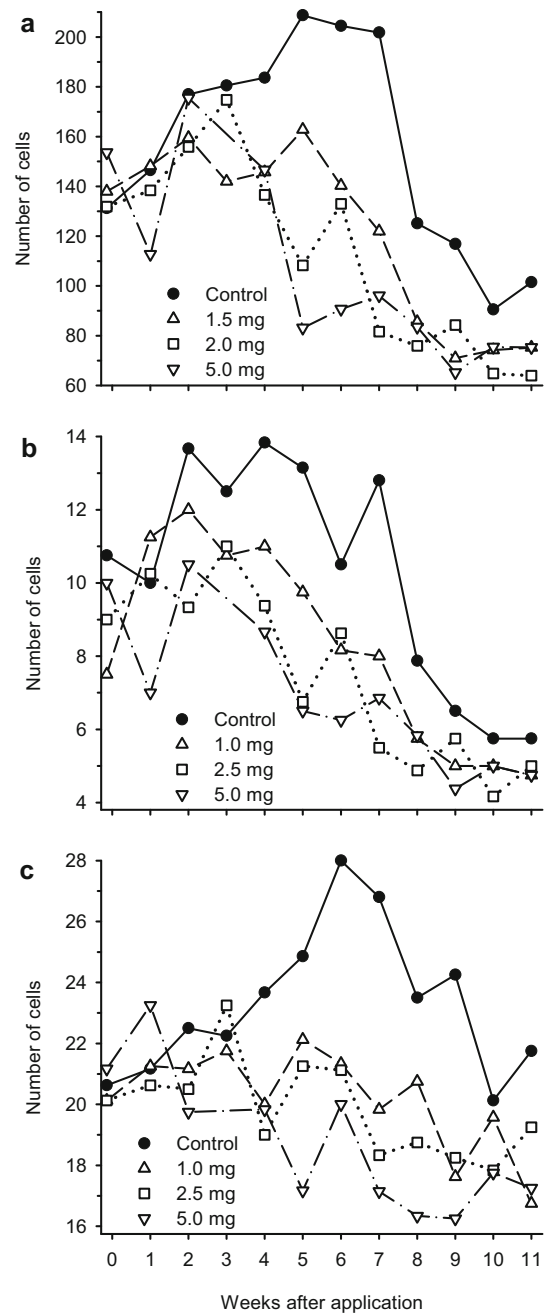 a
200
180
160
140
120
100
80
60
Number of cells
Control
1.5 mg
2.0 mg
5.0 mg
b
14
12
10
8
6
4
Number of cells
Control
1.0 mg
2.5 mg
5.0 mg
c
28
26
24
22
20
18
16
Number of cells
Control
1.0 mg
2.5 mg
5.0 mg
0 1 2 3 4 5 6 7 8 9 10 11
Weeks after application